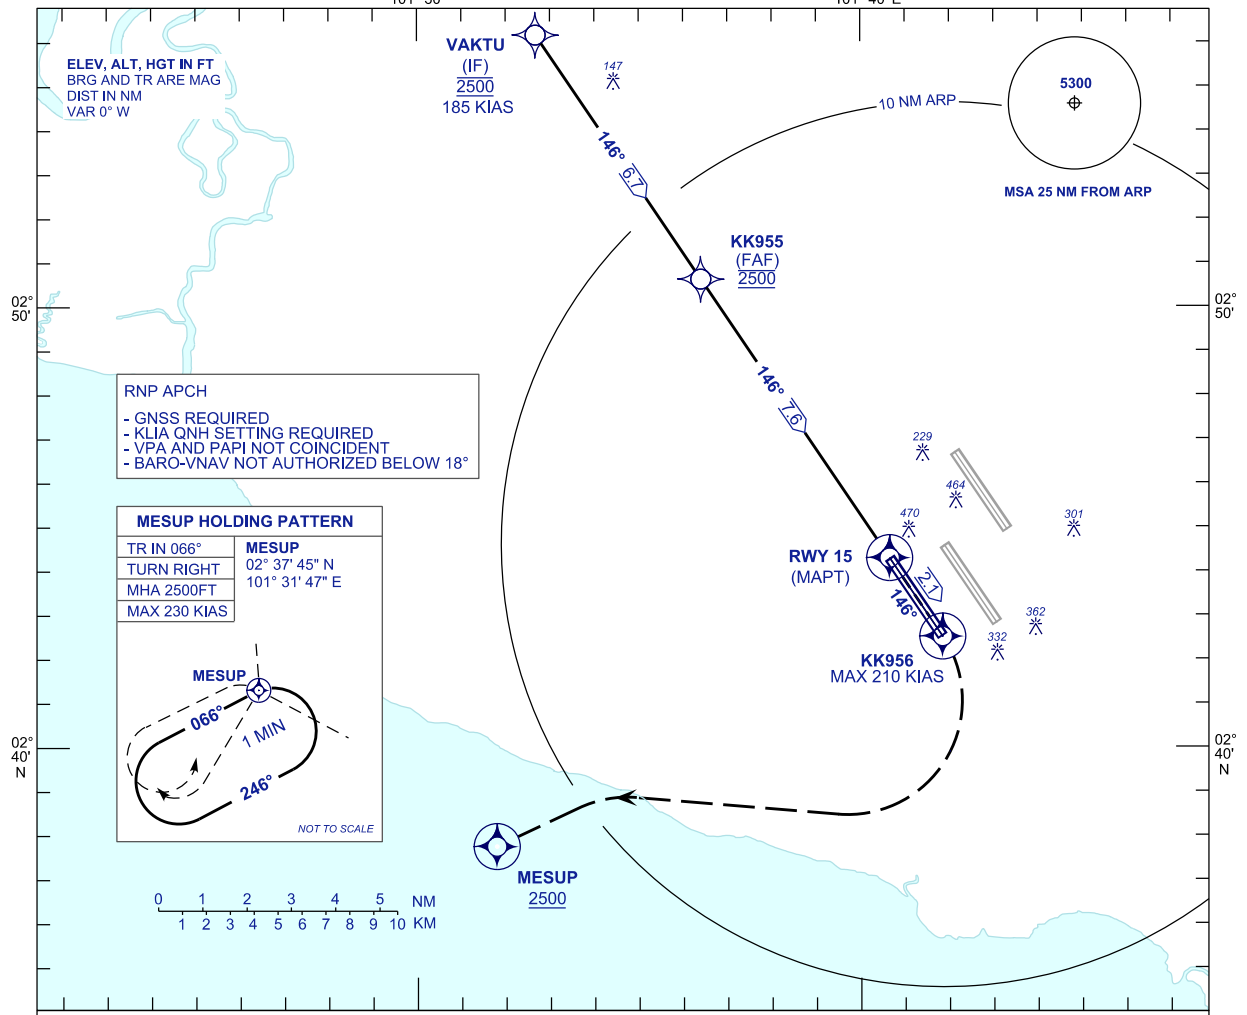 101° 30'
101° 40' E
ELEV, ALT, HGT IN FT
BRG AND TR ARE MAG
DIST IN NM
VAR 0° W
VAKTU
(IF)
2500
185 KIAS
147
10 NM ARP
5300
MSA 25 NM FROM ARP
146° 6.7
KK955
(FAF)
2500
02°
50'
02°
50'
RNP APCH
- GNSS REQUIRED
- KLIA QNH SETTING REQUIRED
- VPA AND PAPI NOT COINCIDENT
- BARO-VNAV NOT AUTHORIZED BELOW 18°
146° 7.6
229
464
470
301
MESUP HOLDING PATTERN
TR IN 066°
TURN RIGHT
MHA 2500FT
MAX 230 KIAS
MESUP
02° 37' 45" N
101° 31' 47" E
RWY 15
(MAPT)
2.1
146°
362
332
KK956
MAX 210 KIAS
MESUP
066°
1 MIN
246°
NOT TO SCALE
02°
40'
N
02°
40'
N
MESUP
2500
0 1 2 3 4 5 NM
1 2 3 4 5 6 7 8 9 10 KM